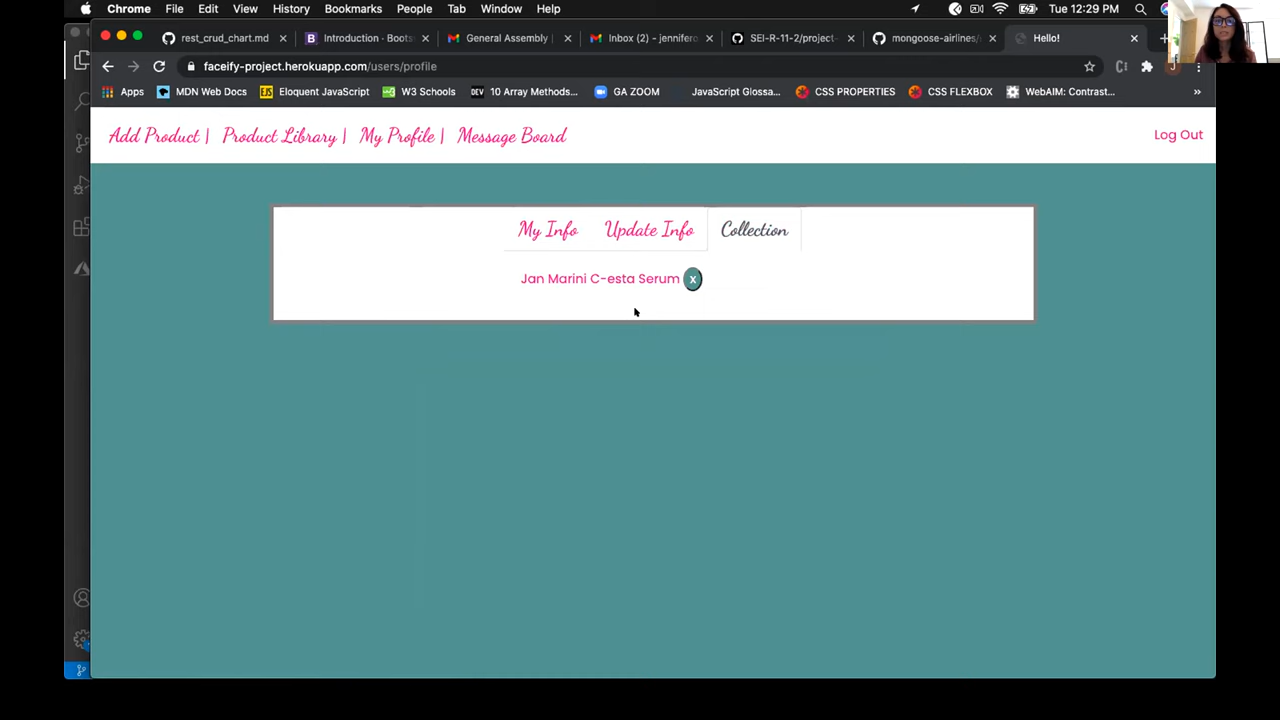 Chrome File Edit View History Bookmarks People Tab Window Help Tue 12:29 PM
rest_crud_chart.md Introduction · Boots General Assembly Inbox (2) - jennifero SEI-R-11-2/project- mongoose-airlines/ Hello!
faceify-project.herokuapp.com/users/profile J
Apps MDN Web Docs EJS Eloquent JavaScript W3 Schools DEV 10 Array Methods... GA ZOOM JavaScript Glossa... CSS PROPERTIES CSS FLEXBOX WebAIM: Contrast... »
Add Product | Product Library | My Profile | Message Board Log Out
My Info Update Info Collection
Jan Marini C-esta Serum x